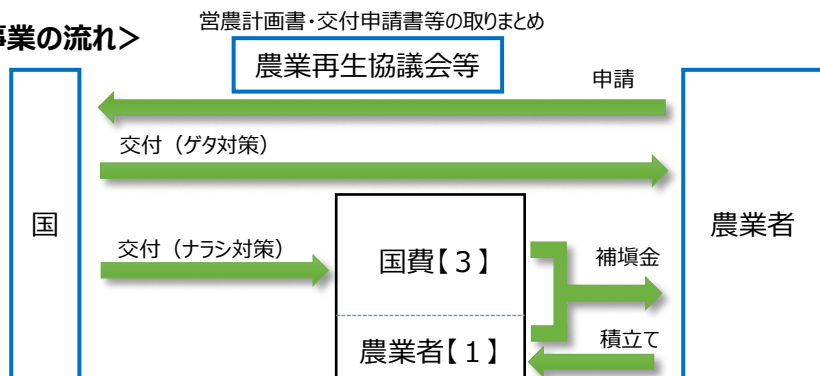 事業の流れ>
営農計画書・交付申請書等の取りまとめ
農業再生協議会等
申請
交付（ゲタ対策）
国
農業者
交付（ナラシ対策）
国費【３】
補塡金
農業者【１】
積立て